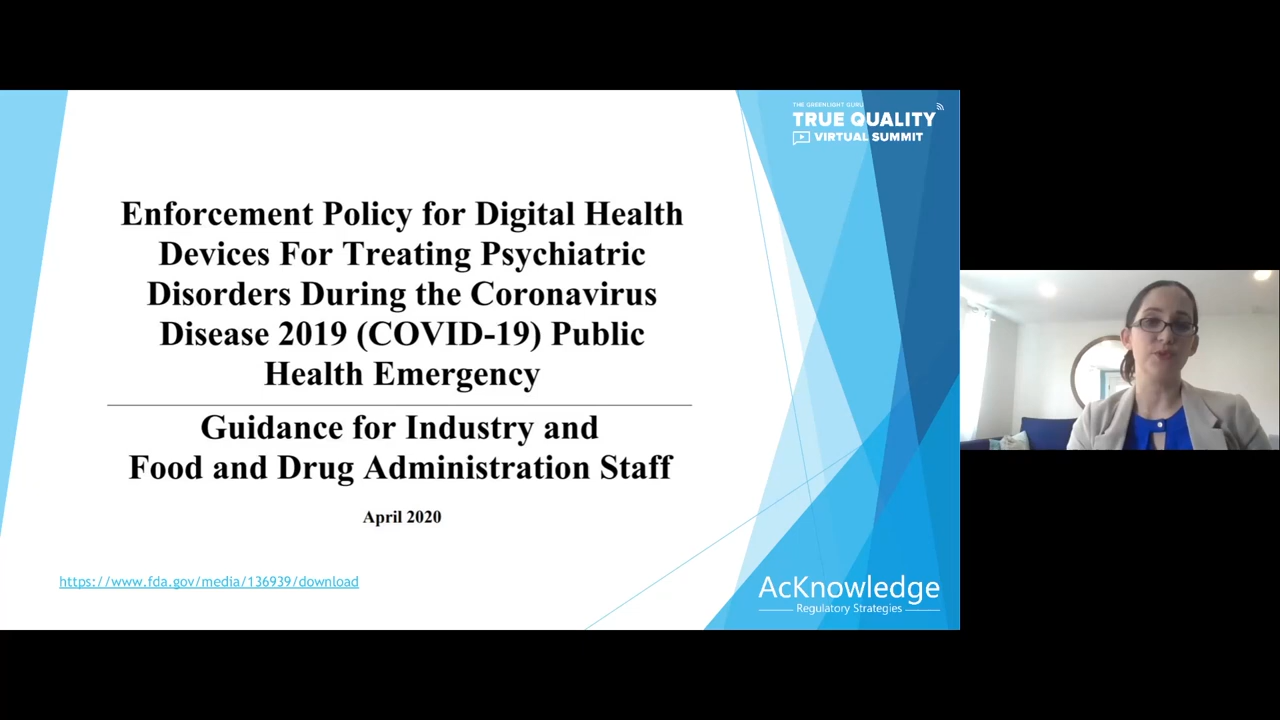 THE GREENLIGHT GURU
TRUE QUALITY
VIRTUAL SUMMIT
Enforcement Policy for Digital Health
Devices For Treating Psychiatric
Disorders During the Coronavirus
Disease 2019 (COVID-19) Public
Health Emergency
Guidance for Industry and
Food and Drug Administration Staff
April 2020
https://www.fda.gov/media/136939/download
AcKnowledge
Regulatory Strategies